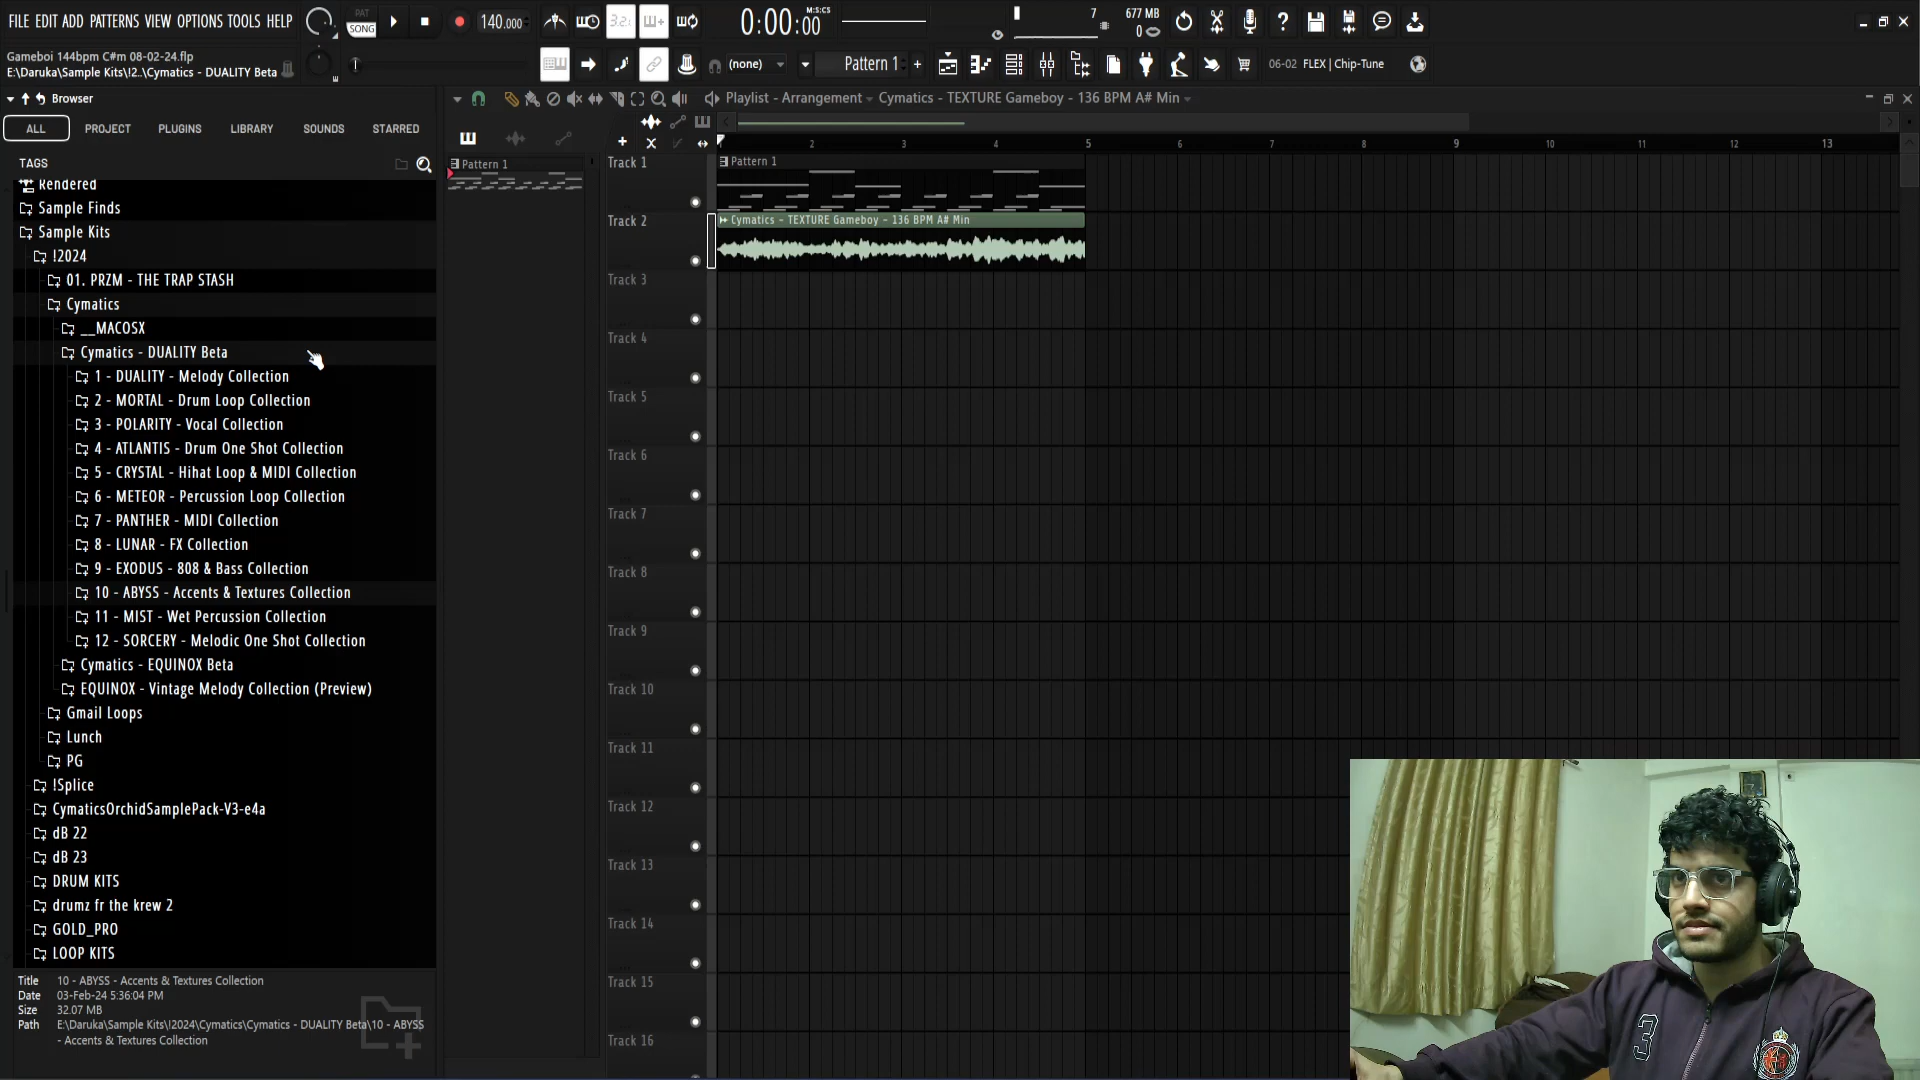 FILE EDIT ADD PATTERNS VIEW OPTIONS TOOLS HELP
PAT
SONG
140.000
3.2.
0:00:00
M:S:CS
7
677 MB
0
Gameboi 144bpm C#m 08-02-24.flp
E:\Daruka\Sample Kits\!2..\Cymatics - DUALITY Beta
(none)
Pattern 1
06-02 FLEX | Chip-Tune
Browser
Playlist - Arrangement
Cymatics - TEXTURE Gameboy - 136 BPM A# Min
ALL
PROJECT
PLUGINS
LIBRARY
SOUNDS
STARRED
TAGS
Rendered
Sample Finds
Sample Kits
!2024
01. PRZM - THE TRAP STASH
Cymatics
__MACOSX
Cymatics - DUALITY Beta
1 - DUALITY - Melody Collection
2 - MORTAL - Drum Loop Collection
3 - POLARITY - Vocal Collection
4 - ATLANTIS - Drum One Shot Collection
5 - CRYSTAL - Hihat Loop & MIDI Collection
6 - METEOR - Percussion Loop Collection
7 - PANTHER - MIDI Collection
8 - LUNAR - FX Collection
9 - EXODUS - 808 & Bass Collection
10 - ABYSS - Accents & Textures Collection
11 - MIST - Wet Percussion Collection
12 - SORCERY - Melodic One Shot Collection
Cymatics - EQUINOX Beta
EQUINOX - Vintage Melody Collection (Preview)
Gmail Loops
Lunch
PG
!Splice
CymaticsOrchidSamplePack-V3-e4a
dB 22
dB 23
DRUM KITS
drumz fr the krew 2
GOLD_PRO
LOOP KITS
Title 10 - ABYSS - Accents & Textures Collection
Date 03-Feb-24 5:36:04 PM
Size 32.07 MB
Path E:\Daruka\Sample Kits\!2024\Cymatics\Cymatics - DUALITY Beta\10 - ABYSS
- Accents & Textures Collection
Pattern 1
2 3 4 5 6 7 8 9 10 11 12 13
Track 1
Pattern 1
Track 2
Cymatics - TEXTURE Gameboy - 136 BPM A# Min
Track 3
Track 4
Track 5
Track 6
Track 7
Track 8
Track 9
Track 10
Track 11
Track 12
Track 13
Track 14
Track 15
Track 16
3